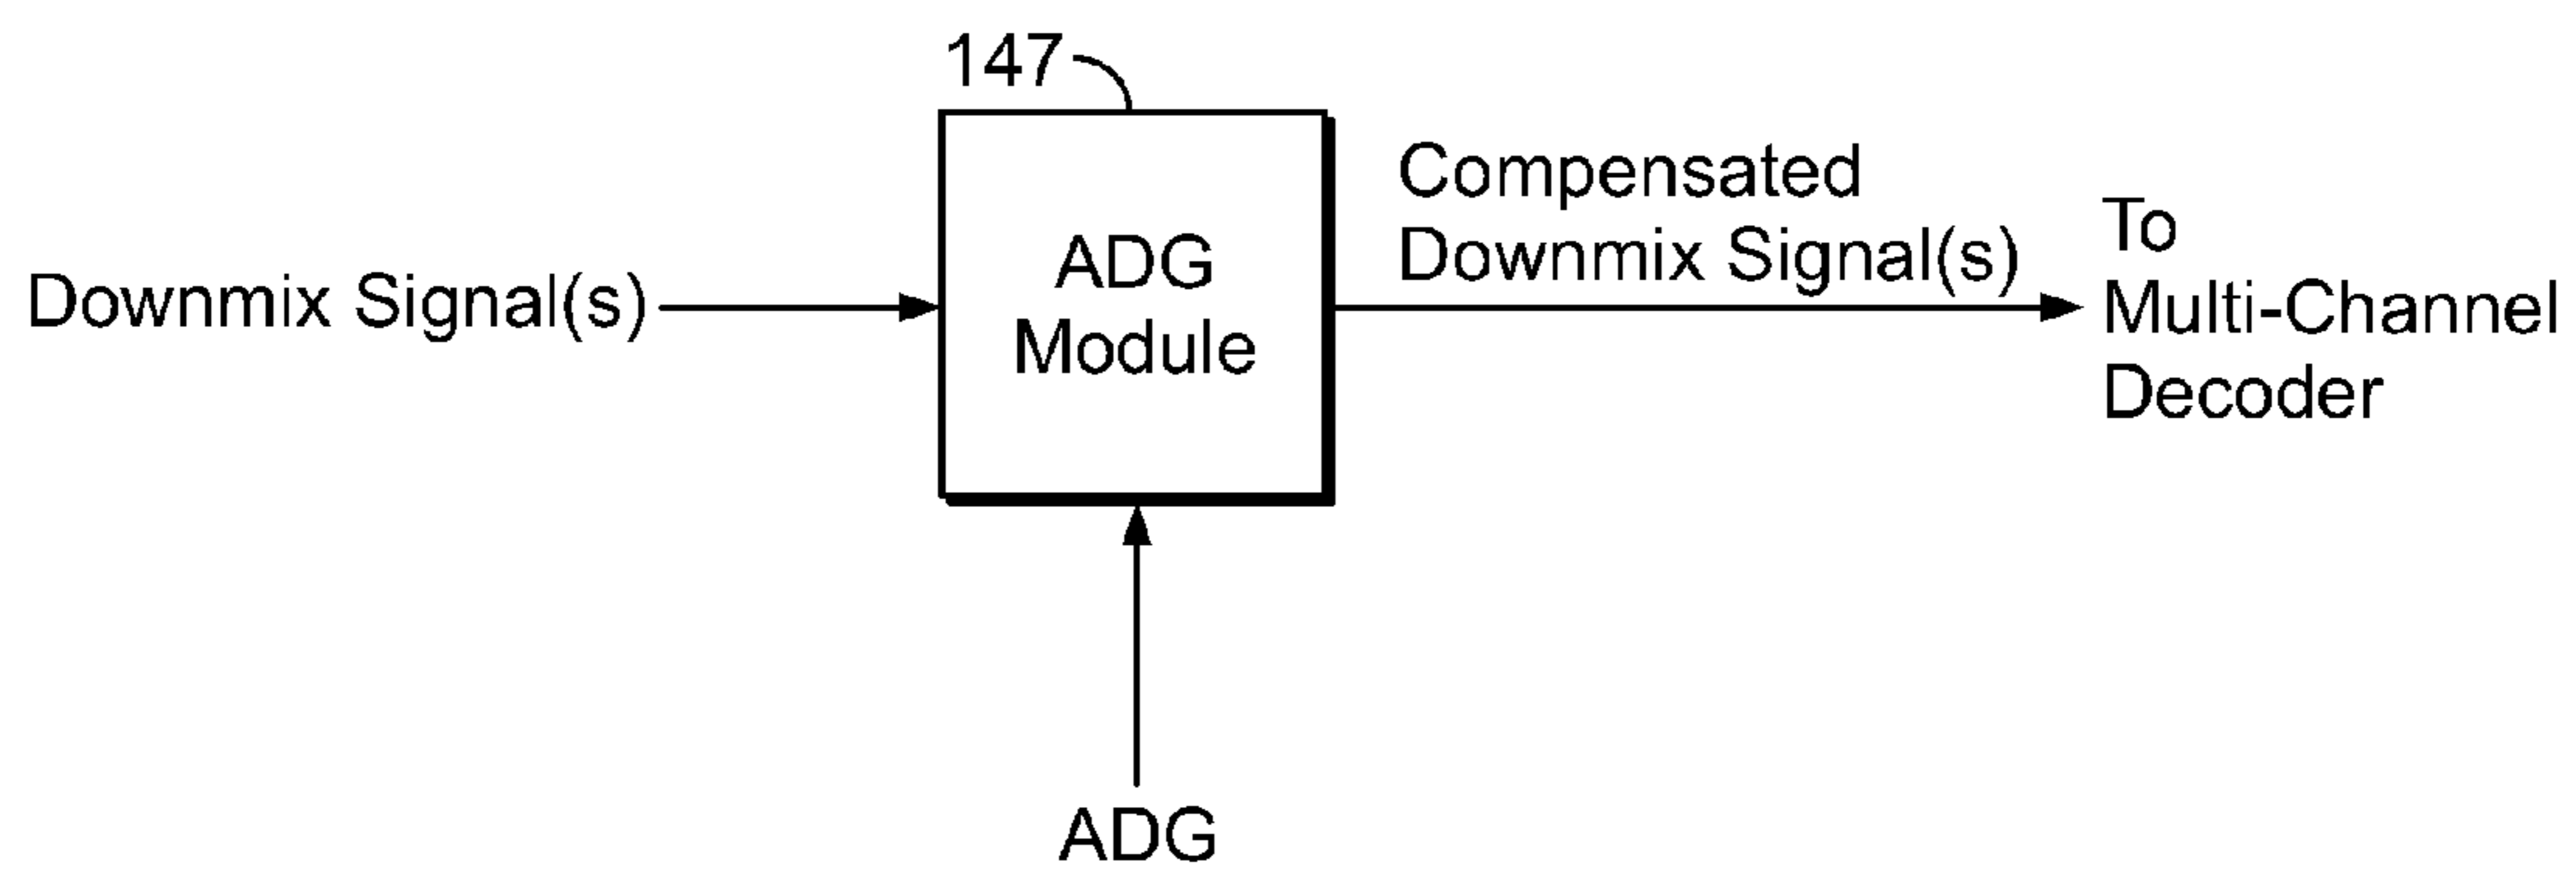 147
Downmix Signal(s)
ADG
Module
Compensated
Downmix Signal(s)
To
Multi-Channel
Decoder
ADG